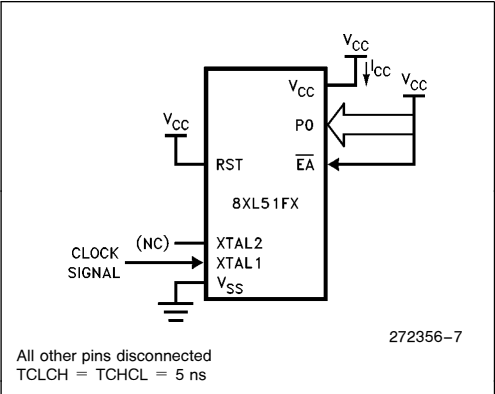 VCC
ICC
VCC
VCC
P0
VCC
RST
EA
8XL51FX
(NC)
XTAL2
CLOCK
SIGNAL
XTAL1
VSS
272356–7
All other pins disconnected
TCLCH = TCHCL = 5 ns